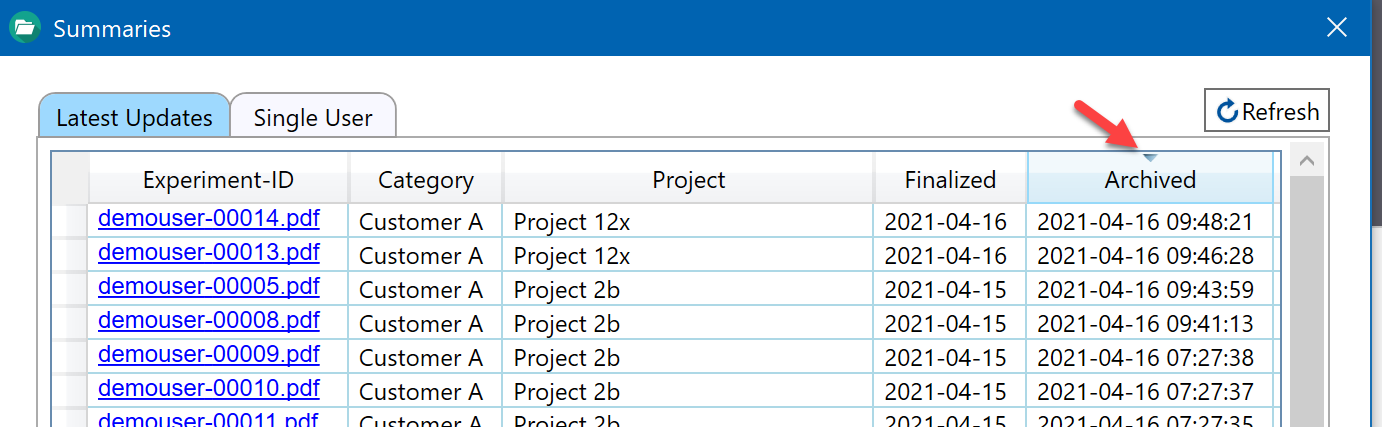 Summaries
Latest Updates Single User Refresh
Experiment-ID Category Project Finalized Archived
demouser-00014.pdf Customer A Project 12x 2021-04-16 2021-04-16 09:48:21
demouser-00013.pdf Customer A Project 12x 2021-04-16 2021-04-16 09:46:28
demouser-00005.pdf Customer A Project 2b 2021-04-15 2021-04-16 09:43:59
demouser-00008.pdf Customer A Project 2b 2021-04-15 2021-04-16 09:41:13
demouser-00009.pdf Customer A Project 2b 2021-04-15 2021-04-16 07:27:38
demouser-00010.pdf Customer A Project 2b 2021-04-15 2021-04-16 07:27:37
demouser-00011.pdf Customer A Project 2b 2021-04-15 2021-04-16 07:27:35